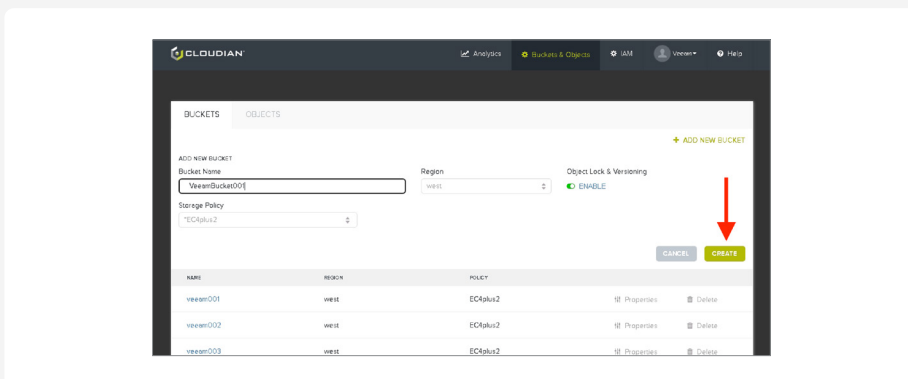 CLOUDIAN
Analytics Buckets & Objects IAM Veeam Help
BUCKETS OBJECTS
+ ADD NEW BUCKET
ADD NEW BUCKET
Bucket Name Region Object Lock & Versioning
VeeamBucket001 west ENABLE
Storage Policy
*EC4plus2
CANCEL CREATE
NAME REGION POLICY
veeam001 west EC4plus2 Properties Delete
veeam002 west EC4plus2 Properties Delete
veeam003 west EC4plus2 Properties Delete